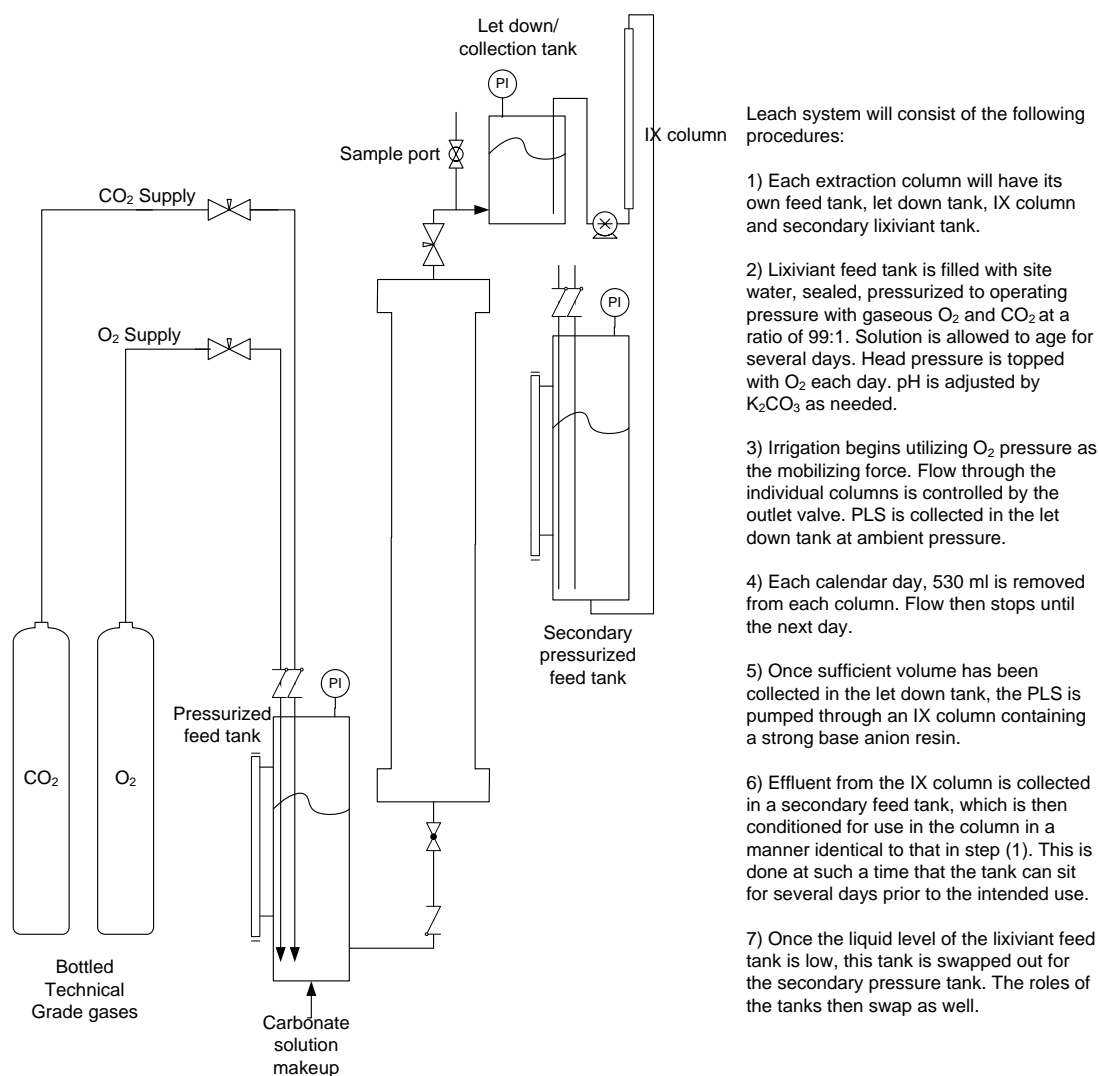 Let down/
collection tank
PI
Sample port
IX column
CO₂ Supply
O₂ Supply
PI
Secondary
pressurized
feed tank
PI
Pressurized
feed tank
CO₂
O₂
Bottled
Technical
Grade gases
Carbonate
solution
makeup
Leach system will consist of the following
procedures:
1) Each extraction column will have its
own feed tank, let down tank, IX column
and secondary lixiviant tank.
2) Lixiviant feed tank is filled with site
water, sealed, pressurized to operating
pressure with gaseous O₂ and CO₂ at a
ratio of 99:1. Solution is allowed to age for
several days. Head pressure is topped
with O₂ each day. pH is adjusted by
K₂CO₃ as needed.
3) Irrigation begins utilizing O₂ pressure as
the mobilizing force. Flow through the
individual columns is controlled by the
outlet valve. PLS is collected in the let
down tank at ambient pressure.
4) Each calendar day, 530 ml is removed
from each column. Flow then stops until
the next day.
5) Once sufficient volume has been
collected in the let down tank, the PLS is
pumped through an IX column containing
a strong base anion resin.
6) Effluent from the IX column is collected
in a secondary feed tank, which is then
conditioned for use in the column in a
manner identical to that in step (1). This is
done at such a time that the tank can sit
for several days prior to the intended use.
7) Once the liquid level of the lixiviant feed
tank is low, this tank is swapped out for
the secondary pressure tank. The roles of
the tanks then swap as well.